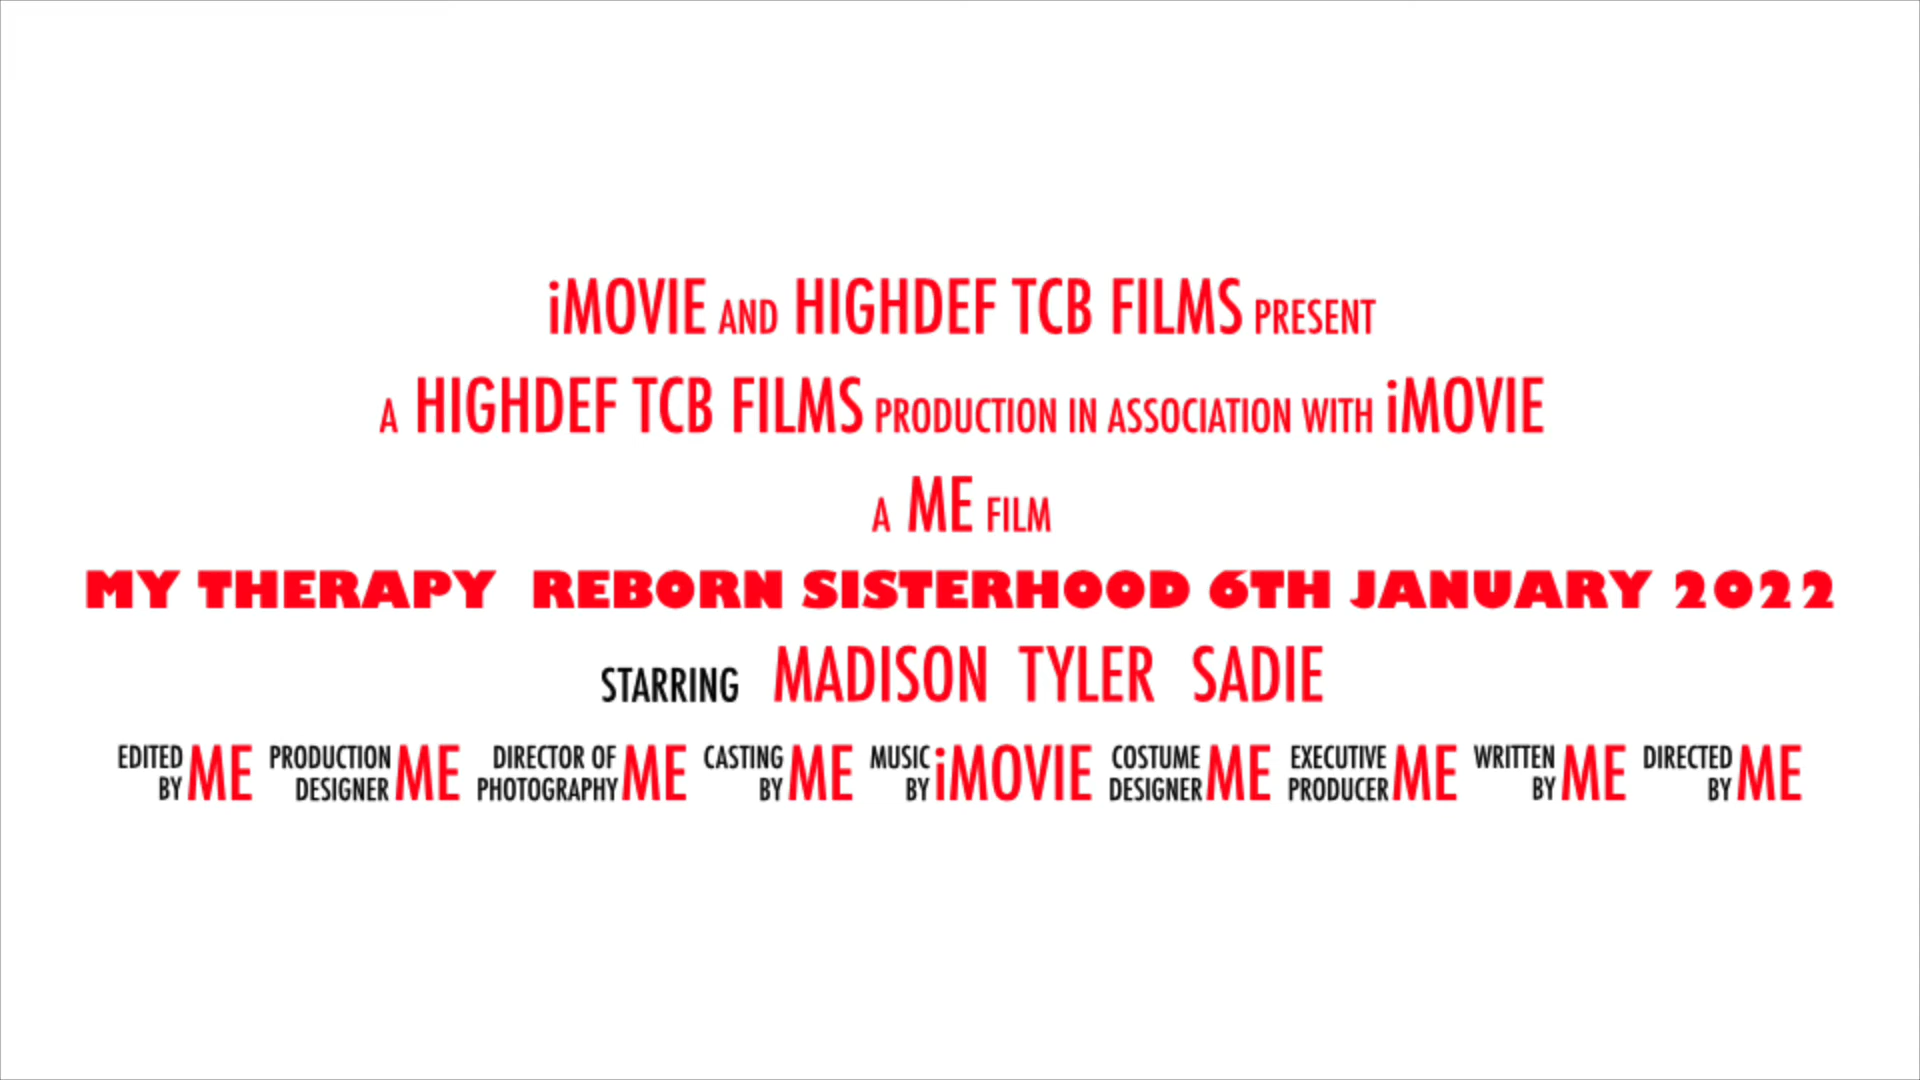 iMOVIE AND HIGHDEF TCB FILMS PRESENT
A HIGHDEF TCB FILMS PRODUCTION IN ASSOCIATION WITH iMOVIE
A ME FILM
MY THERAPY REBORN SISTERHOOD 6TH JANUARY 2022
STARRING MADISON TYLER SADIE
EDITED BY ME PRODUCTION DESIGNER ME DIRECTOR OF PHOTOGRAPHY ME CASTING BY ME MUSIC BY iMOVIE COSTUME DESIGNER ME EXECUTIVE PRODUCER ME WRITTEN BY ME DIRECTED BY ME